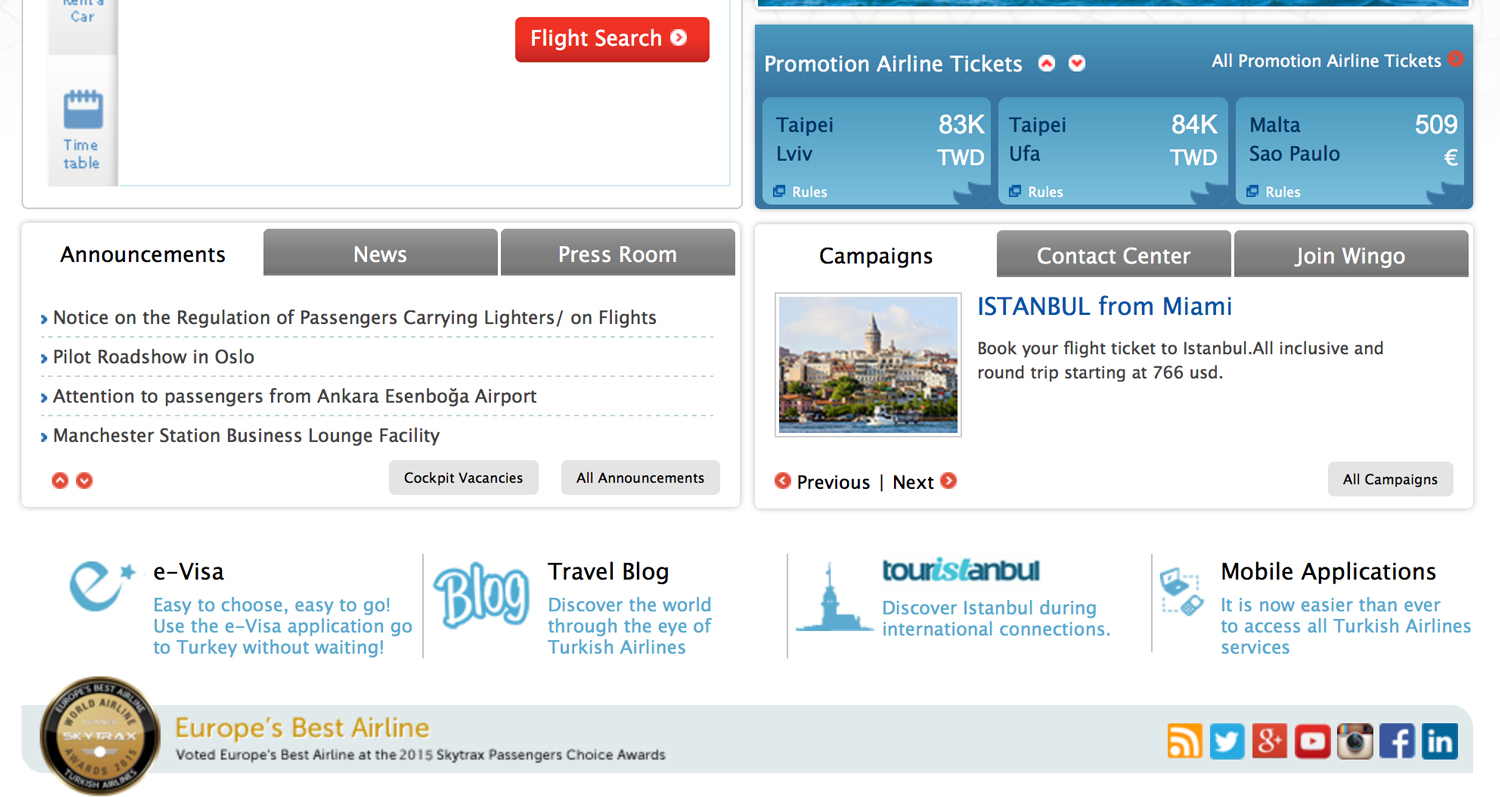 Rent a
Car
Time
table
Flight Search
Promotion Airline Tickets
All Promotion Airline Tickets
Taipei
Lviv
83K
TWD
Rules
Taipei
Ufa
84K
TWD
Rules
Malta
Sao Paulo
509
€
Rules
Announcements
News
Press Room
Notice on the Regulation of Passengers Carrying Lighters/ on Flights
Pilot Roadshow in Oslo
Attention to passengers from Ankara Esenboğa Airport
Manchester Station Business Lounge Facility
Cockpit Vacancies
All Announcements
Campaigns
Contact Center
Join Wingo
ISTANBUL from Miami
Book your flight ticket to Istanbul.All inclusive and
round trip starting at 766 usd.
Previous | Next
All Campaigns
e-Visa
Easy to choose, easy to go!
Use the e-Visa application go
to Turkey without waiting!
Blog
Travel Blog
Discover the world
through the eye of
Turkish Airlines
touristanbul
Discover Istanbul during
international connections.
Mobile Applications
It is now easier than ever
to access all Turkish Airlines
services
EUROPE'S BEST AIRLINE
WORLD AIRLINE
WINNER
SKYTRAX
AWARDS 2015
TURKISH AIRLINES
Europe's Best Airline
Voted Europe's Best Airline at the 2015 Skytrax Passengers Choice Awards
g+
f
in